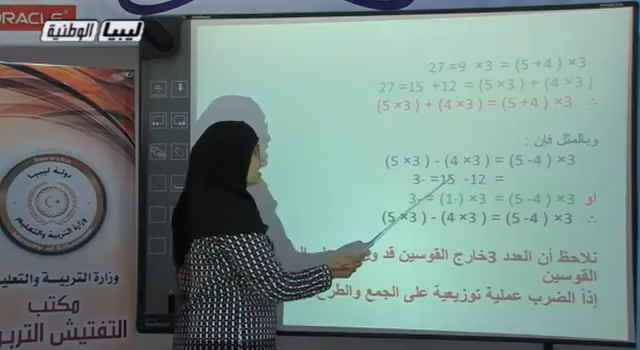 ORACLE
ليبيا الوطنية
27 =9 ×3 = (5 +4 ) ×3
27 =15 +12 = (5 ×3 ) + (4 ×3 )
(5 ×3 ) + (4 ×3 ) = (5 +4 ) ×3 ∴
وبالمثل فإن :
(5 ×3 ) - (4 ×3 ) = (5 -4 ) ×3
3- =15 -12 =
أو 3- = (1-) ×3 = (5 -4 ) ×3
(5 ×3 ) - (4 ×3 ) = (5 -4 ) ×3 ∴
نلاحظ أن العدد 3 خارج القوسين قد
القوسين
إذاً الضرب عملية توزيعية على الجمع والطرح
دولة ليبيا
وزارة التربية والتعليم
وزارة التربية والتعليم
مكتب
التفتيش